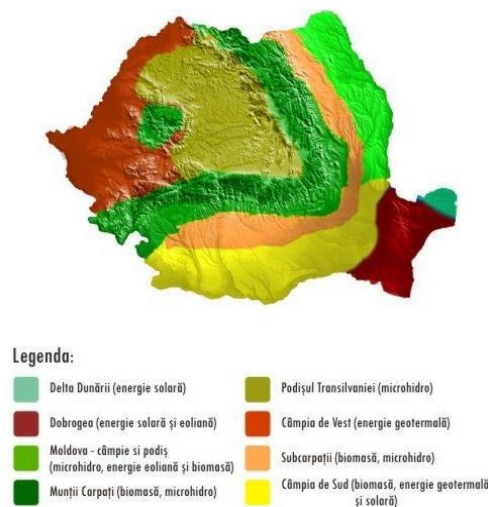 Legenda:
Delta Dunării (energie solară)
Dobrogea (energie solară și eoliană)
Moldova - câmpie si podiș
(microhidro, energie eoliană și biomasă)
Munții Carpați (biomasă, microhidro)
Podișul Transilvaniei (microhidro)
Câmpia de Vest (energie geotermală)
Subcarpații (biomasă, microhidro)
Câmpia de Sud (biomasă, energie geotermală
și solară)